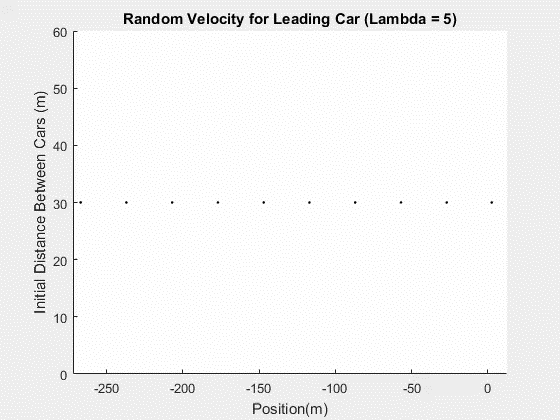 Random Velocity for Leading Car (Lambda = 5)
60
50
40
30
20
10
0
Initial Distance Between Cars (m)
-250 -200 -150 -100 -50 0
Position(m)